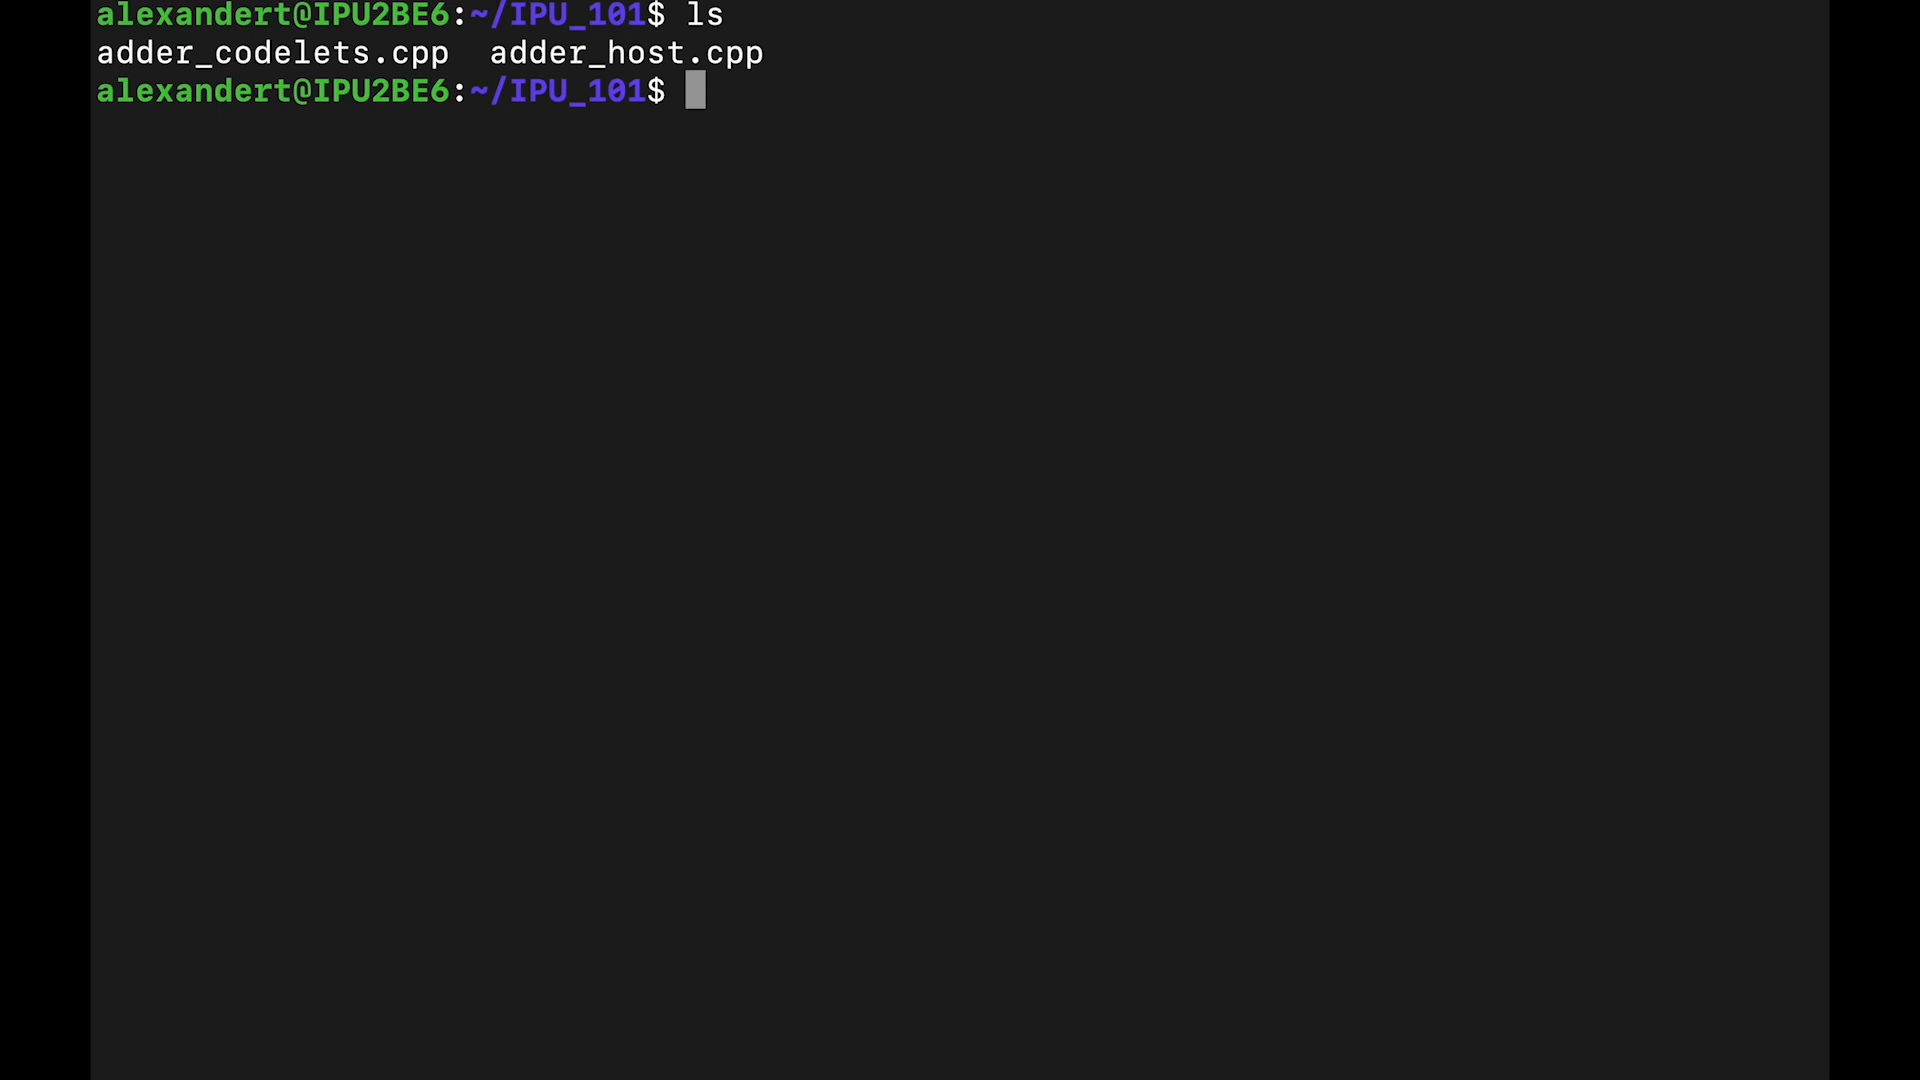 alexandert@IPU2BE6:~/IPU_101$ ls
adder_codelets.cpp  adder_host.cpp
alexandert@IPU2BE6:~/IPU_101$